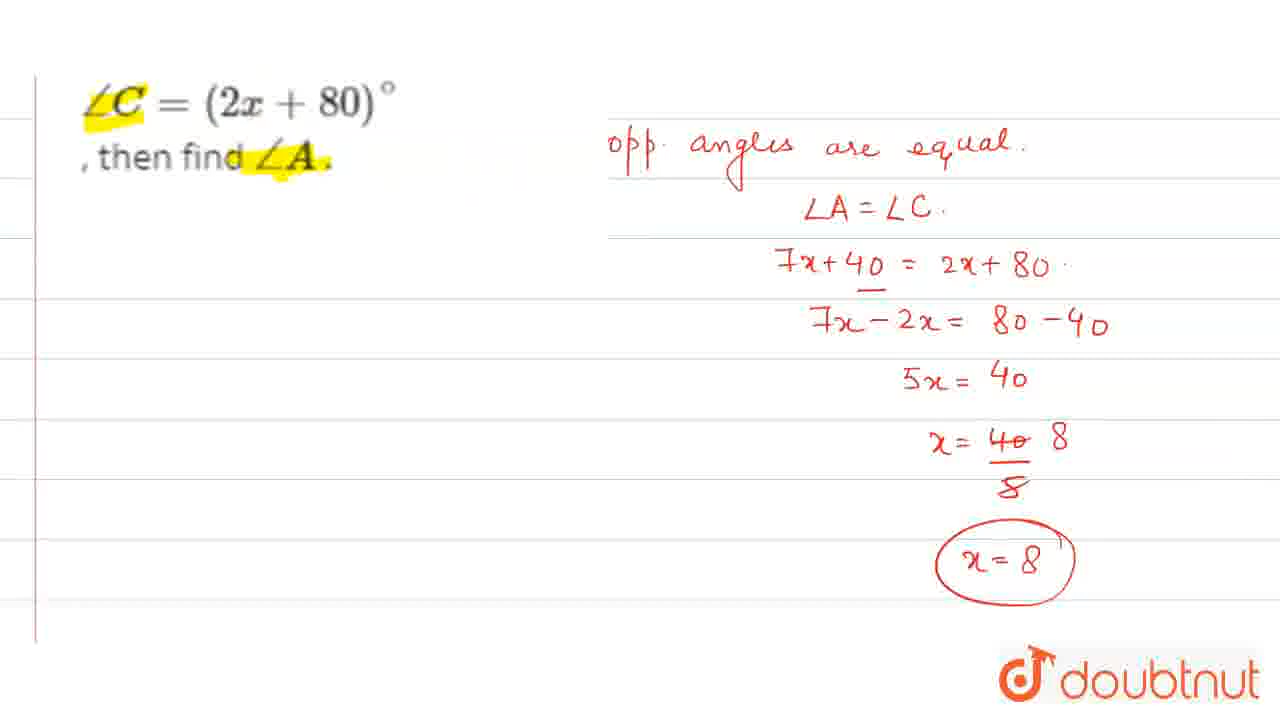 ∠C = (2x + 80)°
, then find ∠A.
opp. angles are equal.
∠A = ∠C.
7x + 40 = 2x + 80
7x - 2x = 80 - 40
5x = 40
x = 40 8
5
x = 8
doubtnut